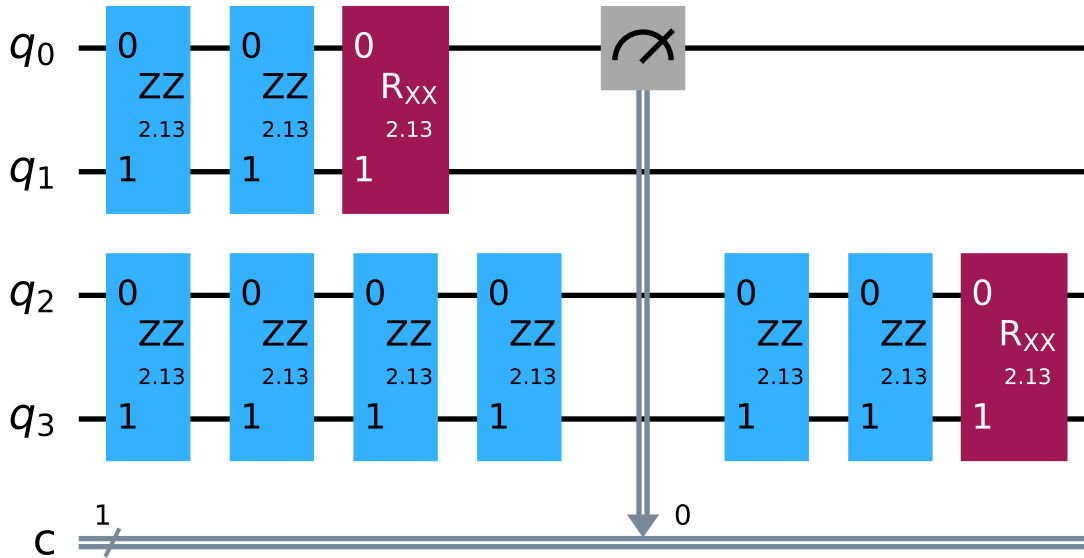 q0 0 0 0
ZZ ZZ RXX
2.13 2.13 2.13
q1 1 1 1
q2 0 0 0 0 0 0 0
ZZ ZZ ZZ ZZ ZZ ZZ RXX
2.13 2.13 2.13 2.13 2.13 2.13 2.13
q3 1 1 1 1 1 1 1
1 0
c